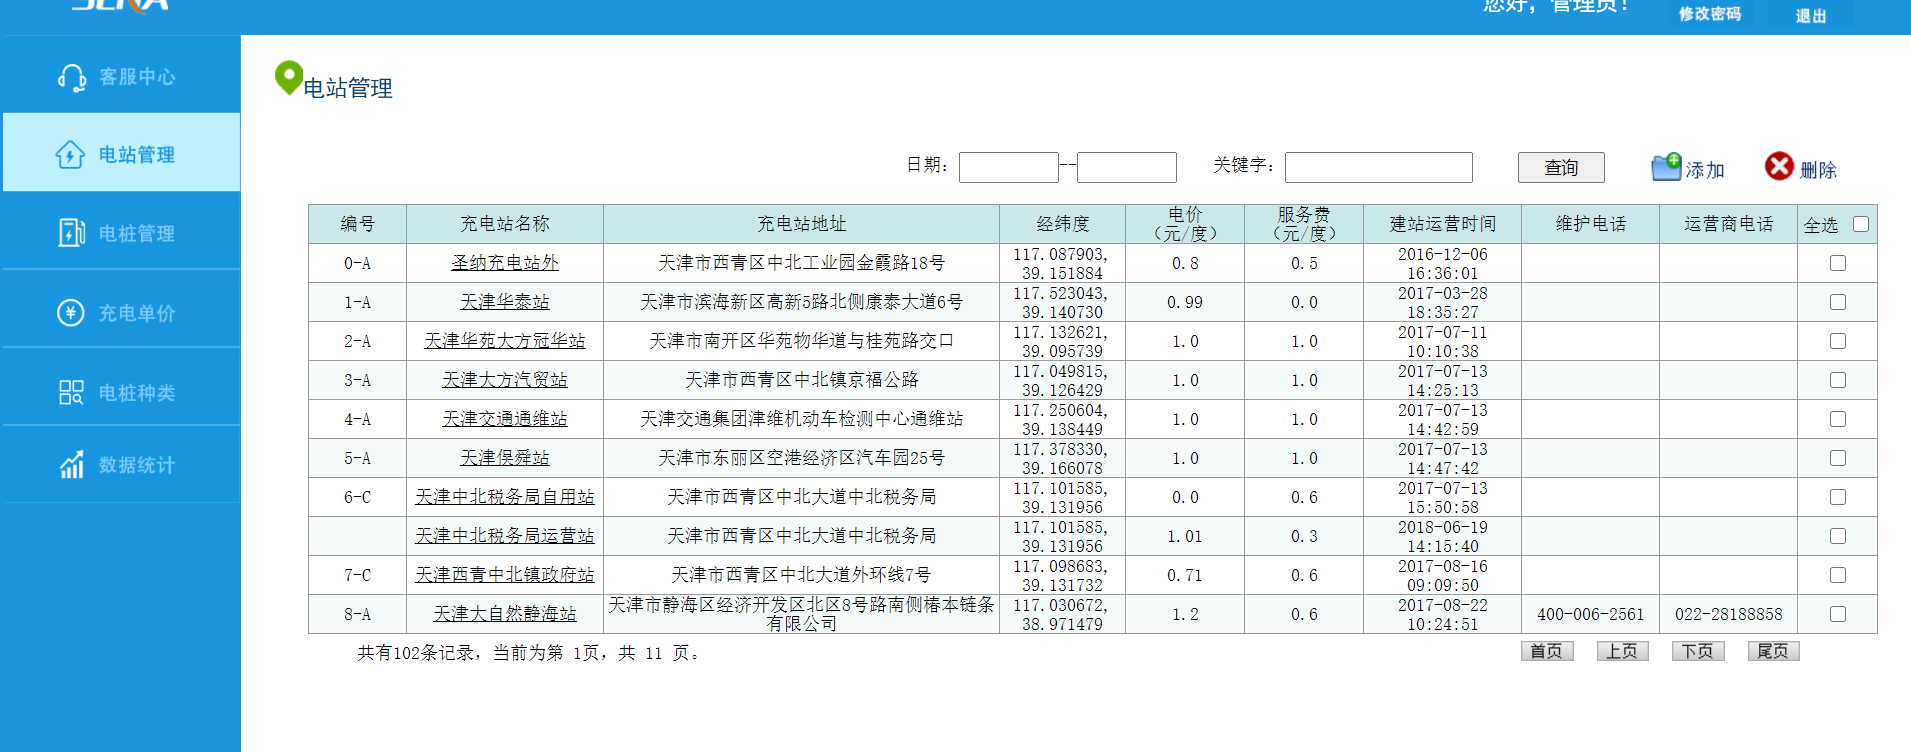 您好，管理员！
修改密码
退出
客服中心
电站管理
电桩管理
充电单价
电桩种类
数据统计
电站管理
日期： -- 关键字： 查询 添加 删除
编号 充电站名称 充电站地址 经纬度 电价（元/度） 服务费（元/度） 建站运营时间 维护电话 运营商电话 全选
0-A 圣纳充电站外 天津市西青区中北工业园金霞路18号 117.087903,39.151884 0.8 0.5 2016-12-06 16:36:01
1-A 天津华泰站 天津市滨海新区高新5路北侧康泰大道6号 117.523043,39.140730 0.99 0.0 2017-03-28 18:35:27
2-A 天津华苑大方冠华站 天津市南开区华苑物华道与桂苑路交口 117.132621,39.095739 1.0 1.0 2017-07-11 10:10:38
3-A 天津大方汽贸站 天津市西青区中北镇京福公路 117.049815,39.126429 1.0 1.0 2017-07-13 14:25:13
4-A 天津交通通维站 天津交通集团津维机动车检测中心通维站 117.250604,39.138449 1.0 1.0 2017-07-13 14:42:59
5-A 天津俣舜站 天津市东丽区空港经济区汽车园25号 117.378330,39.166078 1.0 1.0 2017-07-13 14:47:42
6-C 天津中北税务局自用站 天津市西青区中北大道中北税务局 117.101585,39.131956 0.0 0.6 2017-07-13 15:50:58
天津中北税务局运营站 天津市西青区中北大道中北税务局 117.101585,39.131956 1.01 0.3 2018-06-19 14:15:40
7-C 天津西青中北镇政府站 天津市西青区中北大道外环线7号 117.098683,39.131732 0.71 0.6 2017-08-16 09:09:50
8-A 天津大自然静海站 天津市静海区经济开发区北区8号路南侧椿本链条有限公司 117.030672,38.971479 1.2 0.6 2017-08-22 10:24:51 400-006-2561 022-28188858
共有102条记录，当前为第 1页，共 11 页。 首页 上页 下页 尾页